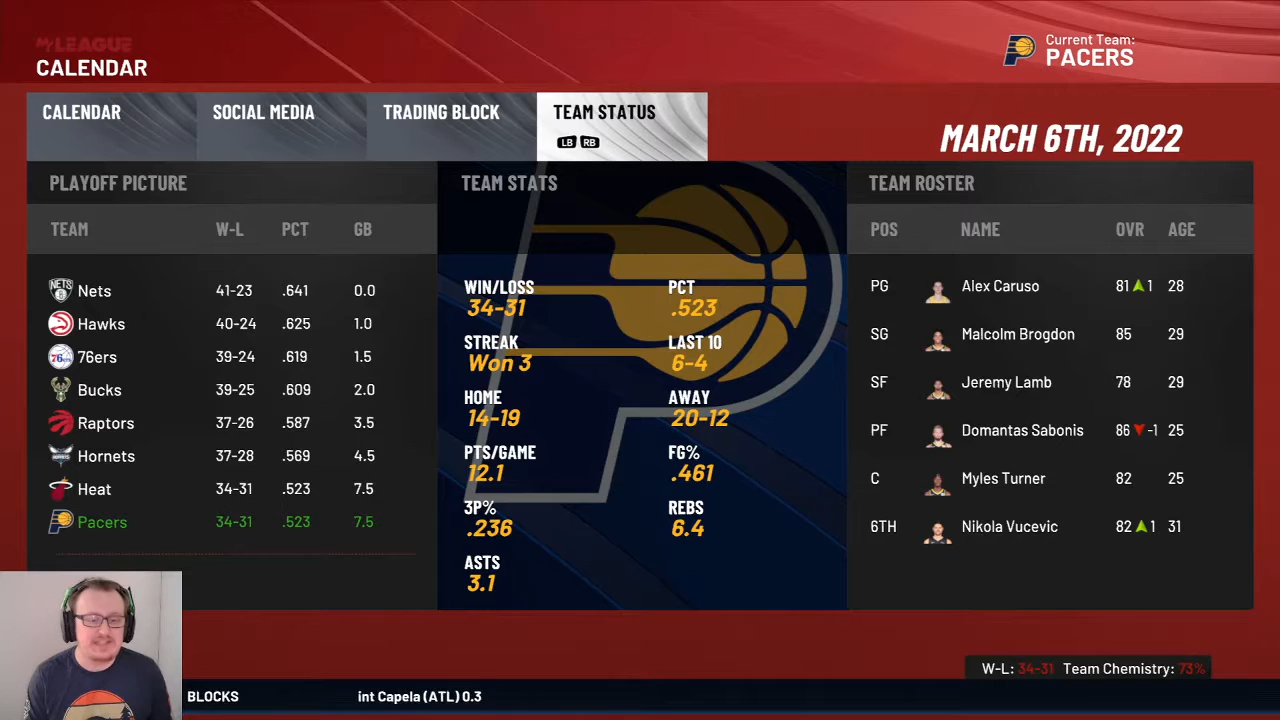 MyLEAGUE
CALENDAR
Current Team:
PACERS
CALENDAR SOCIAL MEDIA TRADING BLOCK TEAM STATUS
LB RB
MARCH 6TH, 2022
PLAYOFF PICTURE
TEAM W-L PCT GB
Nets 41-23 .641 0.0
Hawks 40-24 .625 1.0
76ers 39-24 .619 1.5
Bucks 39-25 .609 2.0
Raptors 37-26 .587 3.5
Hornets 37-28 .569 4.5
Heat 34-31 .523 7.5
Pacers 34-31 .523 7.5
TEAM STATS
WIN/LOSS PCT
34-31 .523
STREAK LAST 10
Won 3 6-4
HOME AWAY
14-19 20-12
PTS/GAME FG%
12.1 .461
3P% REBS
.236 6.4
ASTS
3.1
TEAM ROSTER
POS NAME OVR AGE
PG Alex Caruso 81 1 28
SG Malcolm Brogdon 85 29
SF Jeremy Lamb 78 29
PF Domantas Sabonis 86 -1 25
C Myles Turner 82 25
6TH Nikola Vucevic 82 1 31
W-L: 34-31 Team Chemistry: 73%
BLOCKS int Capela (ATL) 0.3